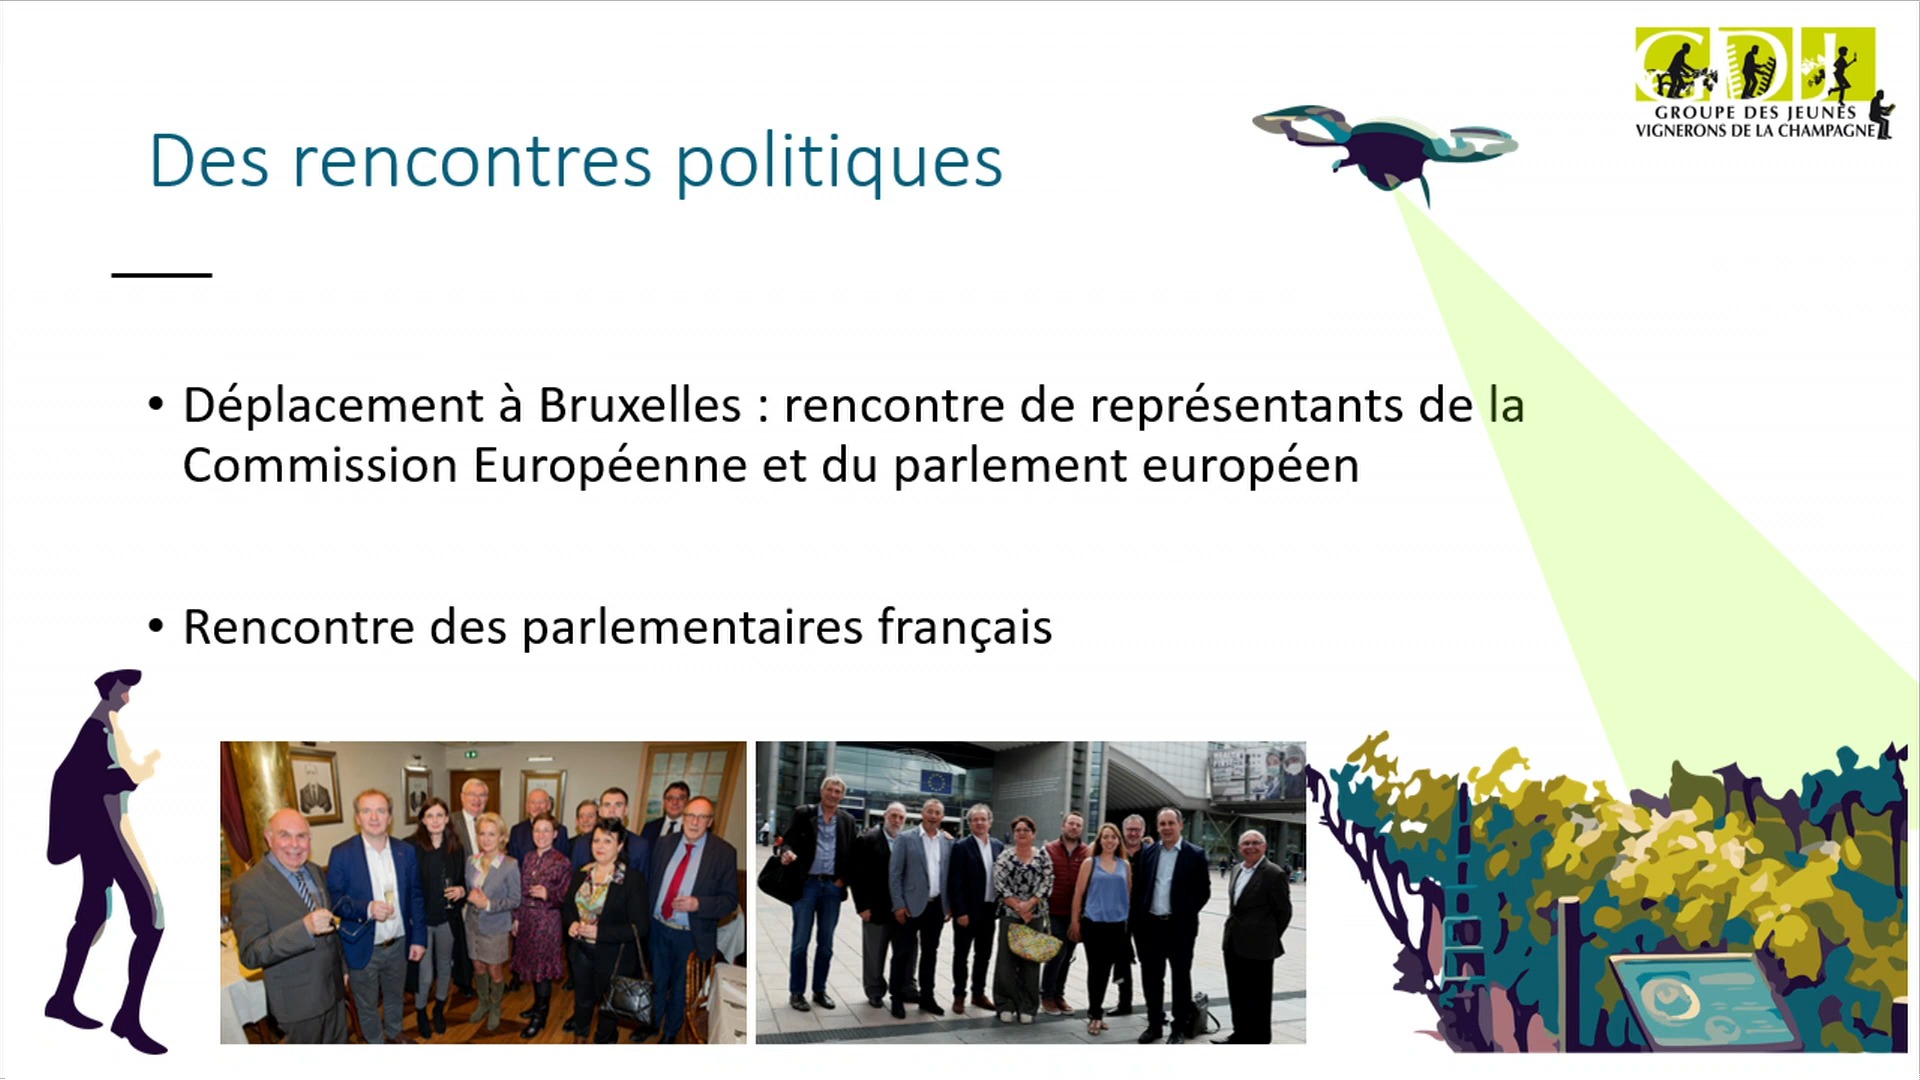 GDJ
GROUPE DES JEUNES
VIGNERONS DE LA CHAMPAGNE
Des rencontres politiques
• Déplacement à Bruxelles : rencontre de représentants de la
Commission Européenne et du parlement européen
• Rencontre des parlementaires français